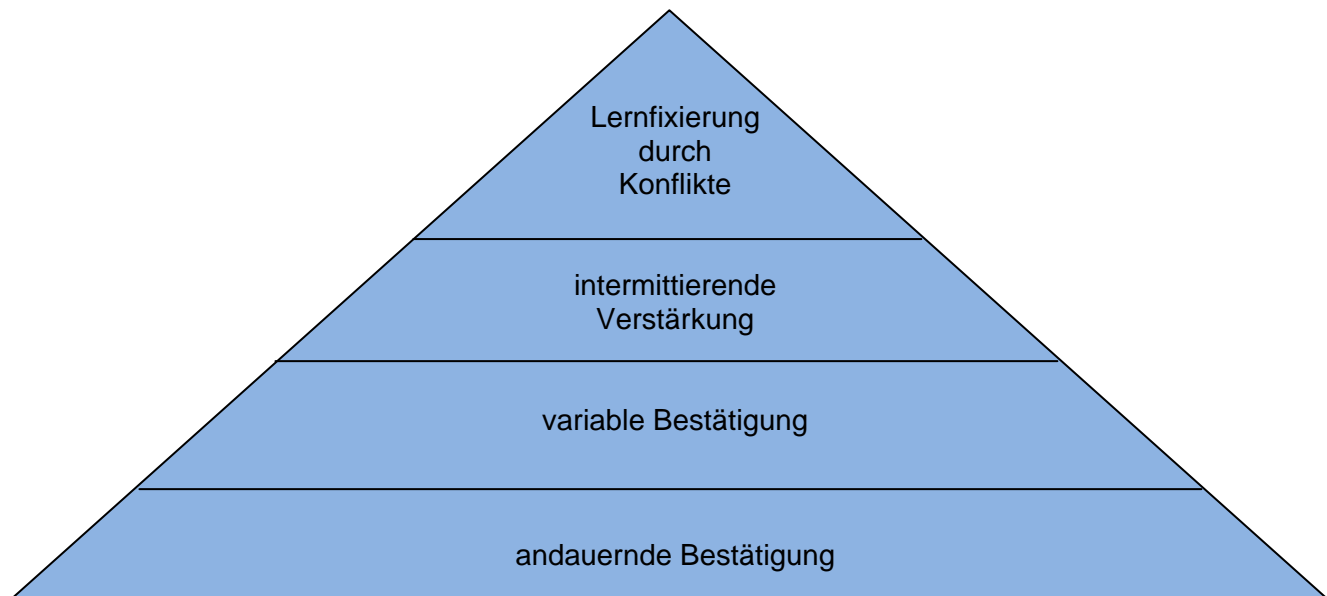 Lernfixierung
durch
Konflikte
intermittierende
Verstärkung
variable Bestätigung
andauernde Bestätigung